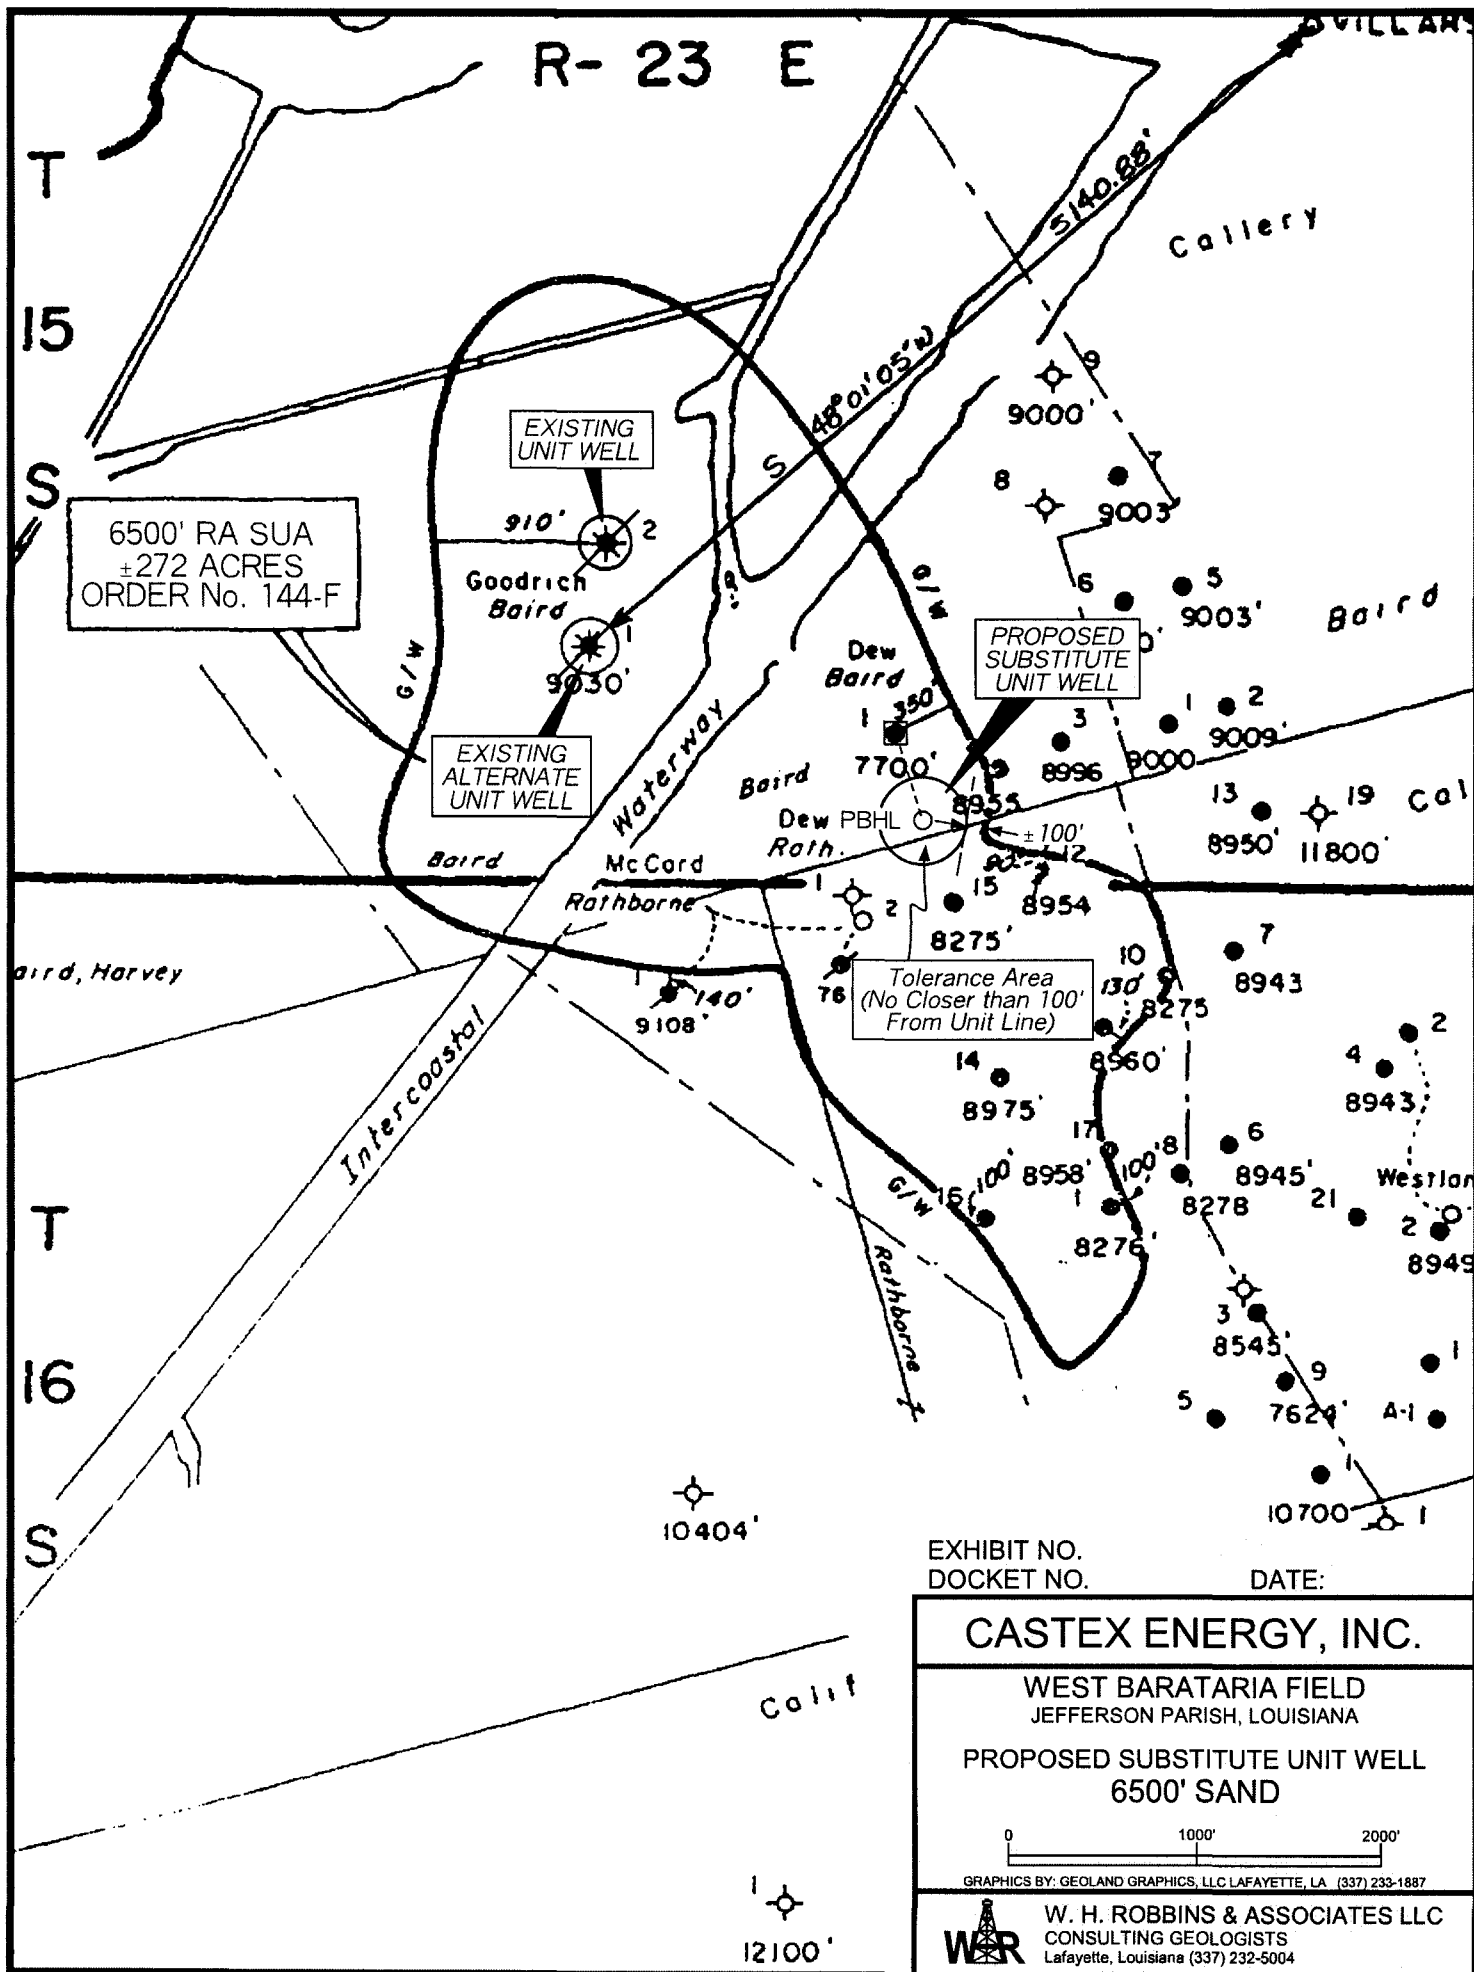 R- 23 E
VILLARS
T
15
S
5140.88'
Callery
S 48° 01' 05" W
9
9000'
7
9003'
8
EXISTING
UNIT WELL
910'
2
Goodrich
Baird
1
9030'
6500' RA SUA
±272 ACRES
ORDER No. 144-F
G/W
EXISTING
ALTERNATE
UNIT WELL
G/W
6
5
9003'
0'
Baird
PROPOSED
SUBSTITUTE
UNIT WELL
Dew
Baird
1
350'
7700'
3
8996
1
9000
2
9009'
Waterway
Baird
8955
Dew
Rath.
PBHL
±100'
13
8950'
19
11800'
Cal
Baird
McCord
Rathborne
12
8954
1
2
15
8275'
aird, Harvey
1
140'
9108'
76
Tolerance Area
(No Closer than 100'
From Unit Line)
10
130'
8275
7
8943
8960'
14
8975'
2
4
8943
Intercoastal
17
8958'
100'
8
8278
6
8945'
Westlan
21
2
8949
16
100'
1
8276'
G/W
Rathborne
T
16
S
3
8545'
9
7624'
5
1
A-1
1
10700
1
10404'
Calif
1
12100'
EXHIBIT NO.
DOCKET NO. DATE:
CASTEX ENERGY, INC.
WEST BARATARIA FIELD
JEFFERSON PARISH, LOUISIANA
PROPOSED SUBSTITUTE UNIT WELL
6500' SAND
0 1000' 2000'
GRAPHICS BY: GEOLAND GRAPHICS, LLC LAFAYETTE, LA (337) 233-1887
W R
W. H. ROBBINS & ASSOCIATES LLC
CONSULTING GEOLOGISTS
Lafayette, Louisiana (337) 232-5004